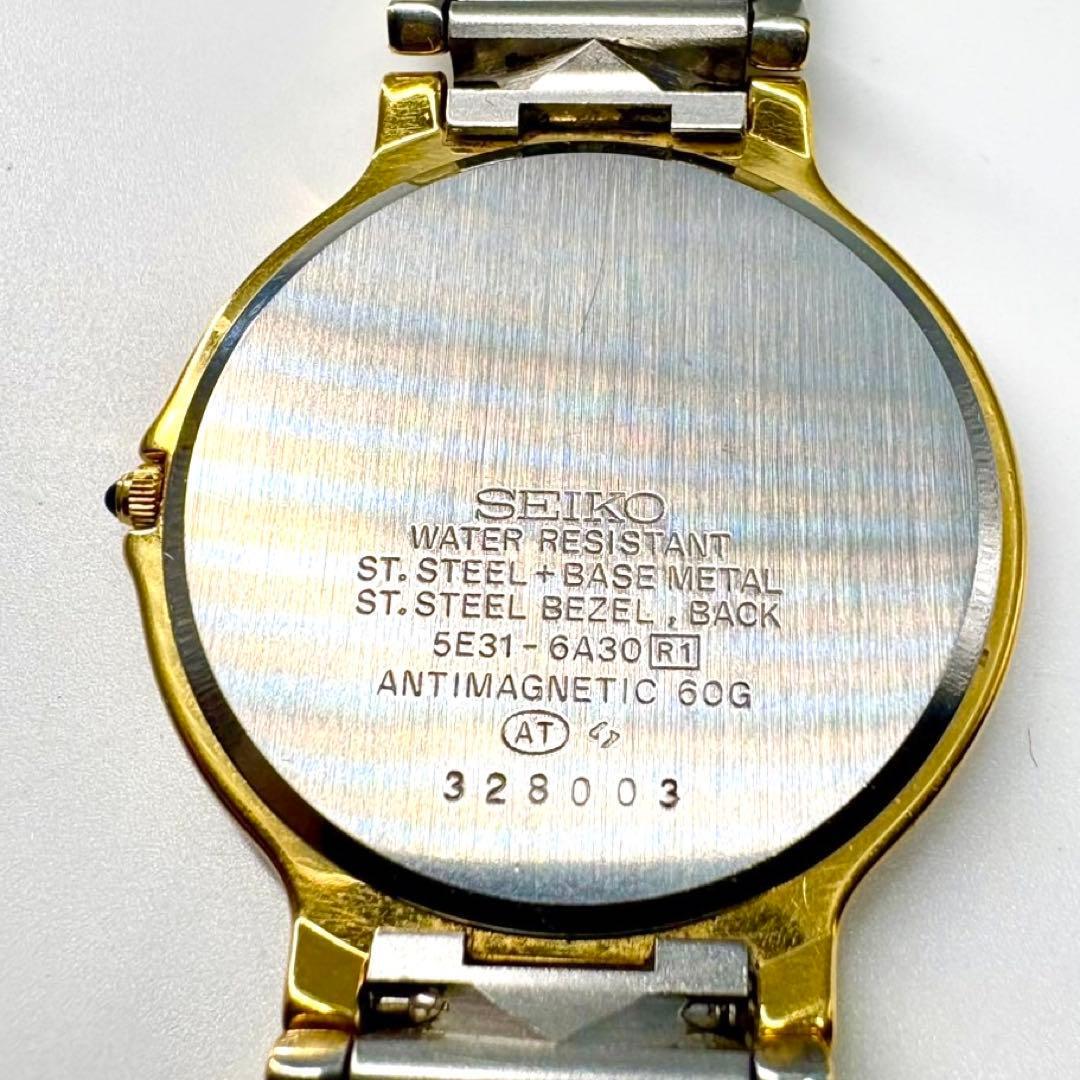 SEIKO
WATER RESISTANT
ST.STEEL+BASE METAL
ST.STEEL BEZEL, BACK
5E31-6A30 R1
ANTIMAGNETIC 60G
AT
328003